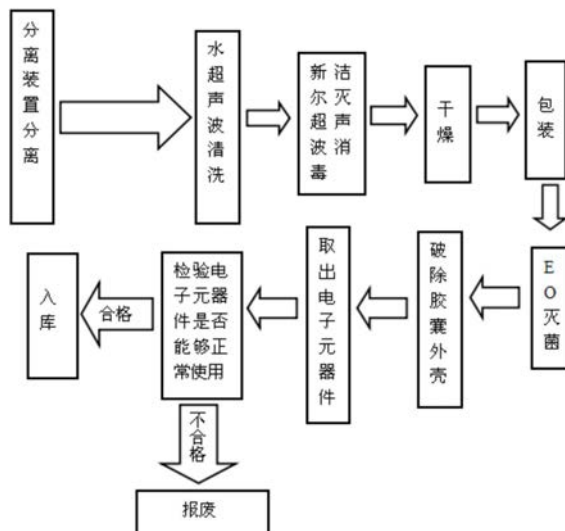 分离装置分离
水超声波清洗
新洁
尔灭
超声
波消
毒
干燥
包装
EO灭菌
破除胶囊外壳
取出电子元器件
检验电
子元器
件是否
能够正
常使用
合格
入库
不合格
报废